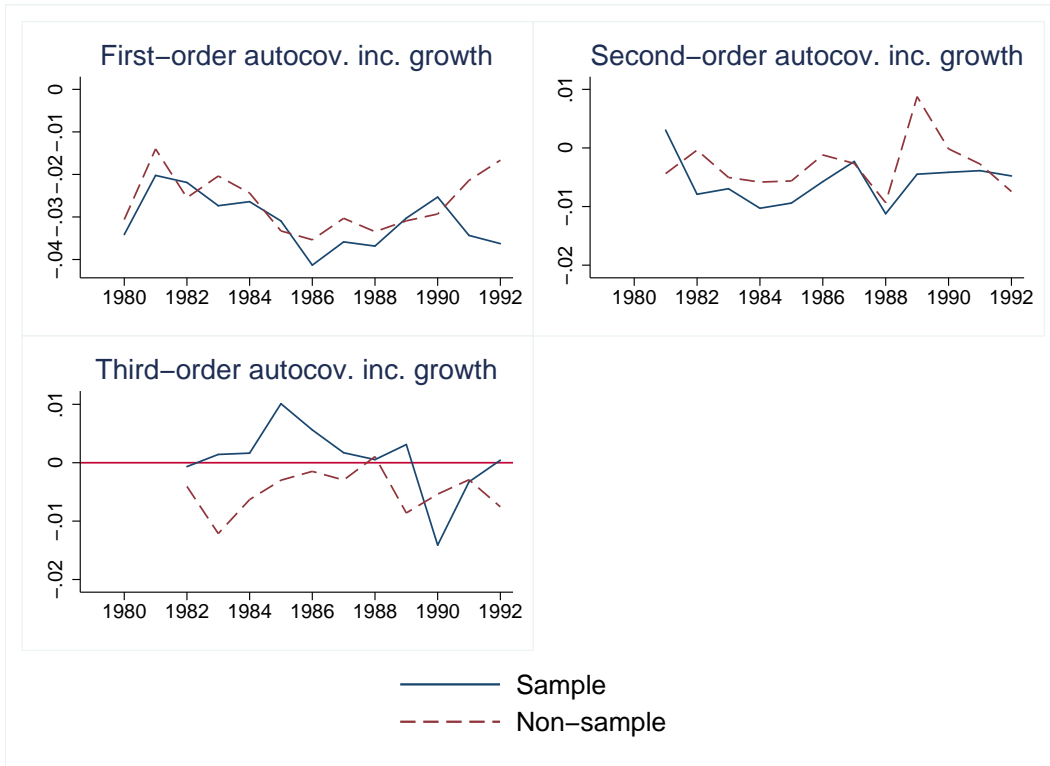 First−order autocov. inc. growth
0
−.01
−.02
−.03
−.04
1980 1982 1984 1986 1988 1990 1992
Second−order autocov. inc. growth
.01
0
−.01
−.02
1980 1982 1984 1986 1988 1990 1992
Third−order autocov. inc. growth
.01
0
−.01
−.02
1980 1982 1984 1986 1988 1990 1992
Sample
Non−sample